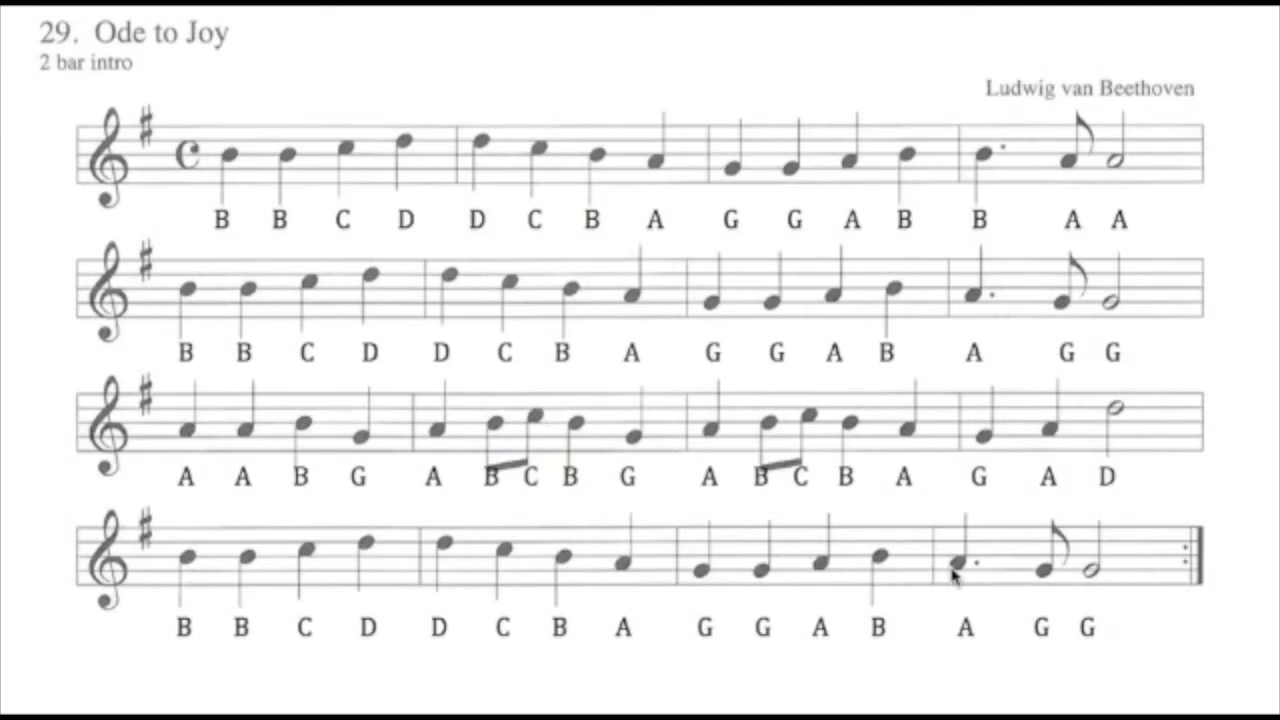 29. Ode to Joy
2 bar intro
Ludwig van Beethoven
B B C D D C B A G G A B B A A
B B C D D C B A G G A B A G G
A A B G A B C B G A B C B A G A D
B B C D D C B A G G A B A G G